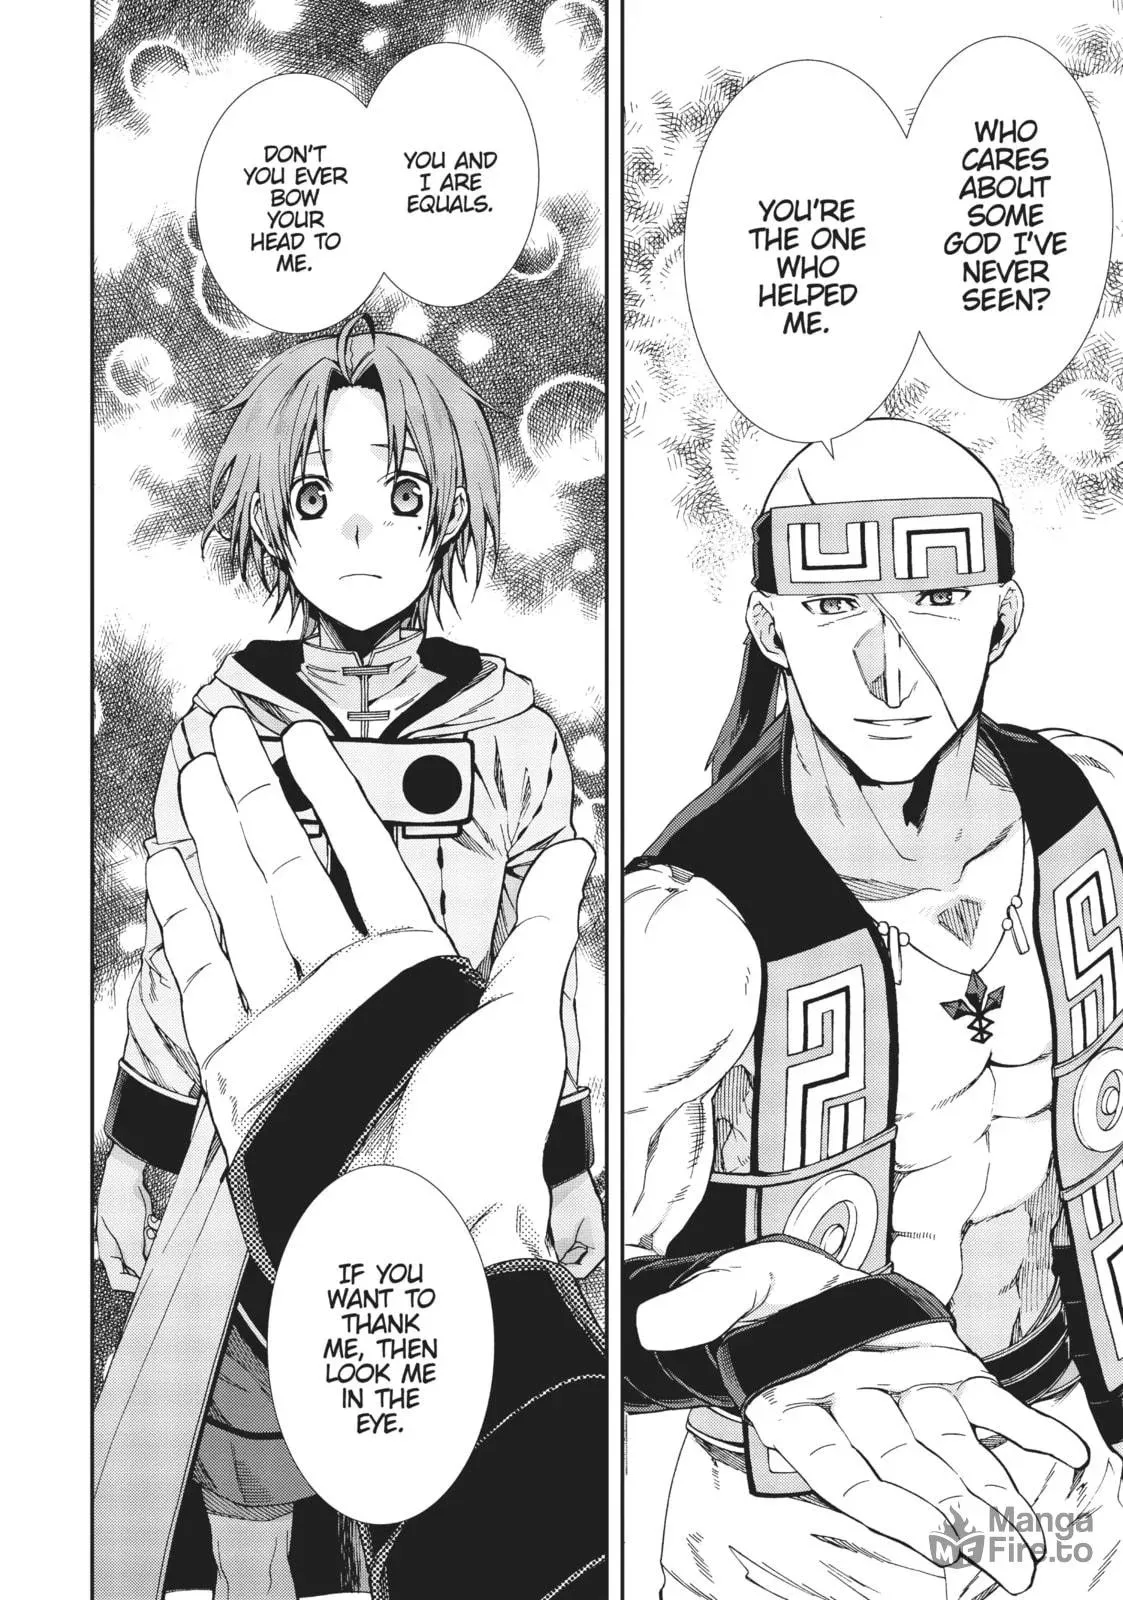 WHO
CARES
ABOUT
SOME
GOD I'VE
NEVER
SEEN?
YOU'RE
THE ONE
WHO
HELPED
ME.
YOU AND
I ARE
EQUALS.
DON'T
YOU EVER
BOW
YOUR
HEAD TO
ME.
IF YOU
WANT TO
THANK
ME, THEN
LOOK ME
IN THE
EYE.
Manga
Fire.to
MF